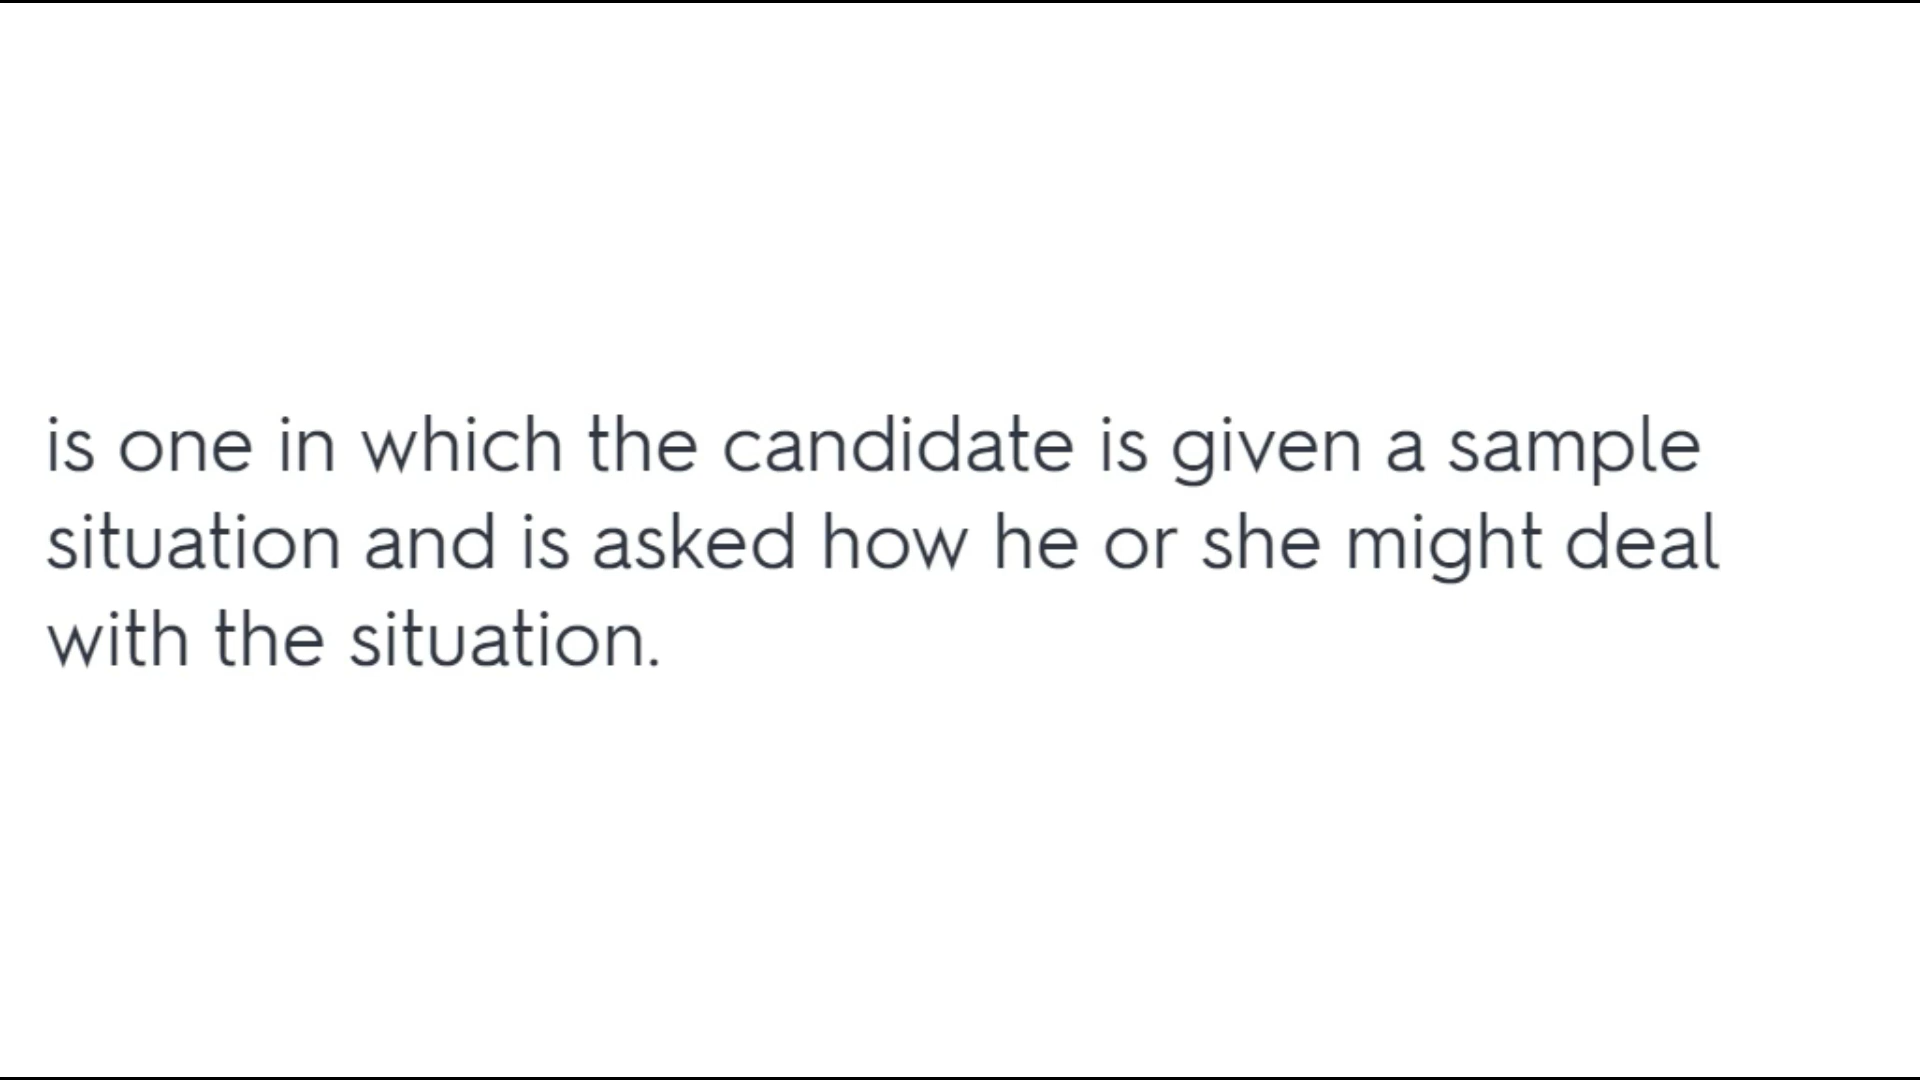 is one in which the candidate is given a sample
situation and is asked how he or she might deal
with the situation.